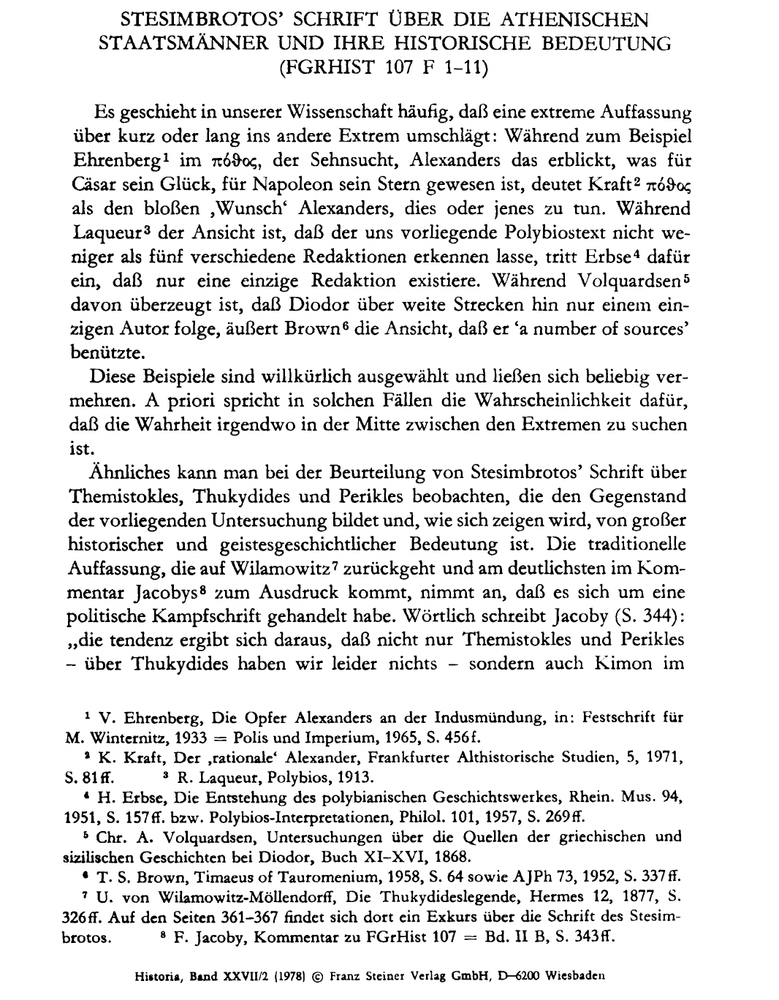 STESIMBROTOS’ SCHRIFT ÜBER DIE ATHENISCHEN
STAATSMÄNNER UND IHRE HISTORISCHE BEDEUTUNG
(FGRHIST 107 F 1–11)
Es geschieht in unserer Wissenschaft häufig, daß eine extreme Auffassung
über kurz oder lang ins andere Extrem umschlägt: Während zum Beispiel
Ehrenberg¹ im πόϑος, der Sehnsucht, Alexanders das erblickt, was für
Cäsar sein Glück, für Napoleon sein Stern gewesen ist, deutet Kraft² πόϑος
als den bloßen ‚Wunsch‘ Alexanders, dies oder jenes zu tun. Während
Laqueur³ der Ansicht ist, daß der uns vorliegende Polybiostext nicht we-
niger als fünf verschiedene Redaktionen erkennen lasse, tritt Erbse⁴ dafür
ein, daß nur eine einzige Redaktion existiere. Während Volquardsen⁵
davon überzeugt ist, daß Diodor über weite Strecken hin nur einem ein-
zigen Autor folge, äußert Brown⁶ die Ansicht, daß er ‘a number of sources’
benützte.
Diese Beispiele sind willkürlich ausgewählt und ließen sich beliebig ver-
mehren. A priori spricht in solchen Fällen die Wahrscheinlichkeit dafür,
daß die Wahrheit irgendwo in der Mitte zwischen den Extremen zu suchen
ist.
Ähnliches kann man bei der Beurteilung von Stesimbrotos’ Schrift über
Themistokles, Thukydides und Perikles beobachten, die den Gegenstand
der vorliegenden Untersuchung bildet und, wie sich zeigen wird, von großer
historischer und geistesgeschichtlicher Bedeutung ist. Die traditionelle
Auffassung, die auf Wilamowitz⁷ zurückgeht und am deutlichsten im Kom-
mentar Jacobys⁸ zum Ausdruck kommt, nimmt an, daß es sich um eine
politische Kampfschrift gehandelt habe. Wörtlich schreibt Jacoby (S. 344):
„die tendenz ergibt sich daraus, daß nicht nur Themistokles und Perikles
– über Thukydides haben wir leider nichts – sondern auch Kimon im
¹ V. Ehrenberg, Die Opfer Alexanders an der Indusmündung, in: Festschrift für
M. Winternitz, 1933 = Polis und Imperium, 1965, S. 456f.
² K. Kraft, Der ‚rationale‘ Alexander, Frankfurter Althistorische Studien, 5, 1971,
S. 81ff. ³ R. Laqueur, Polybios, 1913.
⁴ H. Erbse, Die Entstehung des polybianischen Geschichtswerkes, Rhein. Mus. 94,
1951, S. 157ff. bzw. Polybios-Interpretationen, Philol. 101, 1957, S. 269ff.
⁵ Chr. A. Volquardsen, Untersuchungen über die Quellen der griechischen und
sizilischen Geschichten bei Diodor, Buch XI–XVI, 1868.
⁶ T. S. Brown, Timaeus of Tauromenium, 1958, S. 64 sowie AJPh 73, 1952, S. 337ff.
⁷ U. von Wilamowitz-Möllendorff, Die Thukydideslegende, Hermes 12, 1877, S.
326ff. Auf den Seiten 361–367 findet sich dort ein Exkurs über die Schrift des Stesim-
brotos. ⁸ F. Jacoby, Kommentar zu FGrHist 107 = Bd. II B, S. 343ff.
Historia, Band XXVII/2 (1978) © Franz Steiner Verlag GmbH, D–6200 Wiesbaden